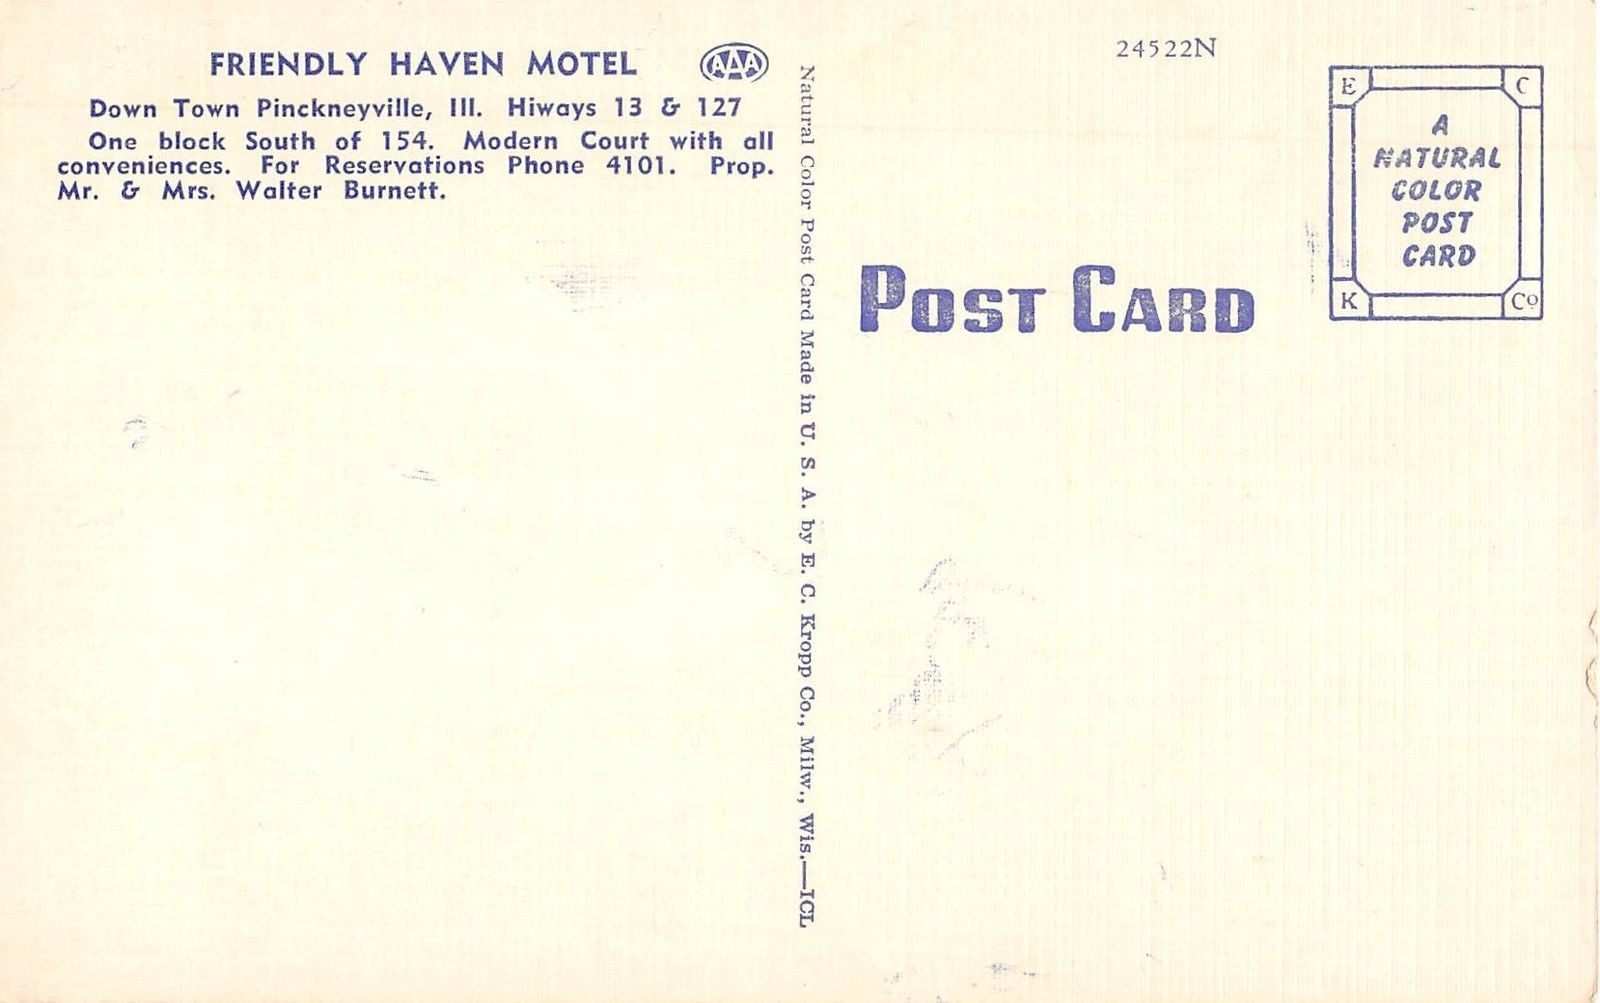 FRIENDLY HAVEN MOTEL AAA
Down Town Pinckneyville, Ill. Hiways 13 & 127
One block South of 154. Modern Court with all
conveniences. For Reservations Phone 4101. Prop.
Mr. & Mrs. Walter Burnett.
Natural Color Post Card Made in U. S. A. by E. C. Kropp Co., Milw., Wis.—ICL
24522N
POST CARD
E C
A
NATURAL
COLOR
POST
CARD
K Co